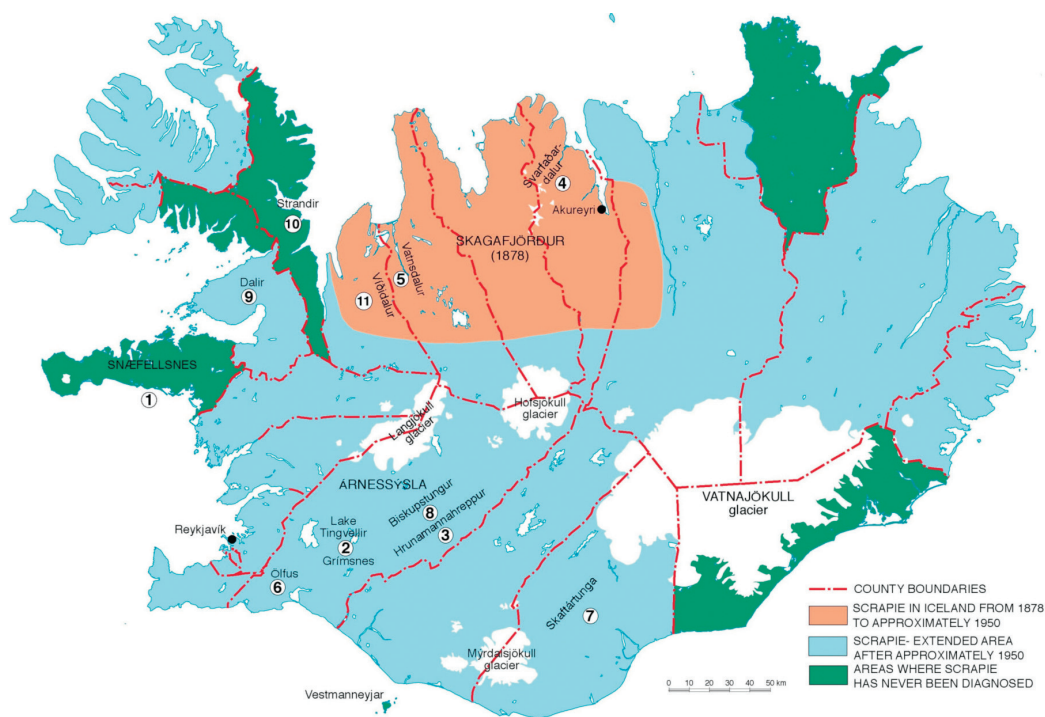 Svarfaðar-
dalur
4
Akureyri
Strandir
10
SKAGAFJÖRÐUR
(1878)
Vatnsdalur
5
Víðidalur
11
Dalir
9
SNÆFELLSNES
1
Hofsjökull
glacier
Langjökull
glacier
ÁRNESSÝSLA
Biskupstungur
8
Hrunamannahreppur
3
VATNAJÖKULL
glacier
Reykjavík
Lake
Tingvellir
2
Grímsnes
Ölfus
6
Skaftártunga
7
Mýrdalsjökull
glacier
Vestmanneyjar
COUNTY BOUNDARIES
SCRAPIE IN ICELAND FROM 1878
TO APPROXIMATELY 1950
SCRAPIE- EXTENDED AREA
AFTER APPROXIMATELY 1950
AREAS WHERE SCRAPIE
HAS NEVER BEEN DIAGNOSED
0 10 20 30 40 50 km